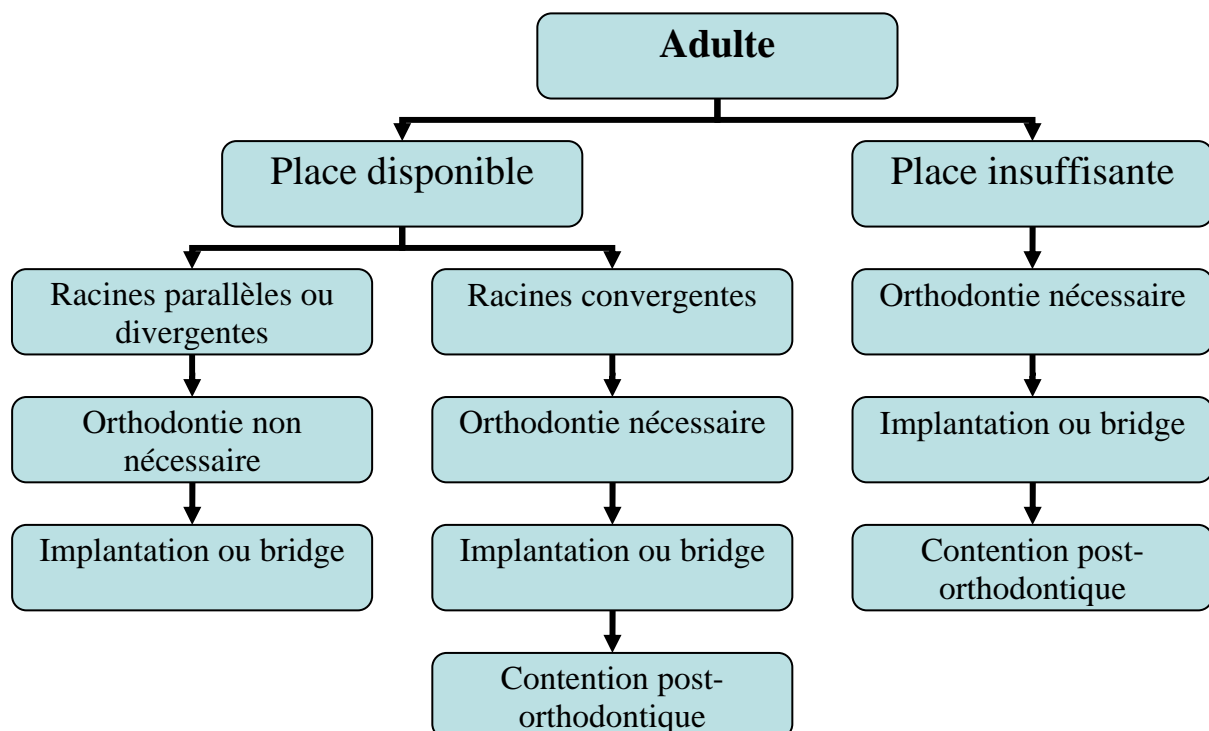 Adulte
Place disponible
Place insuffisante
Racines parallèles ou
divergentes
Racines convergentes
Orthodontie nécessaire
Orthodontie non
nécessaire
Orthodontie nécessaire
Implantation ou bridge
Implantation ou bridge
Implantation ou bridge
Contention post-
orthodontique
Contention post-
orthodontique